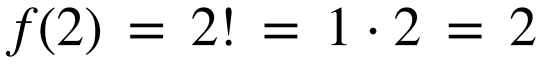 f(2) = 2! = 1 · 2 = 2